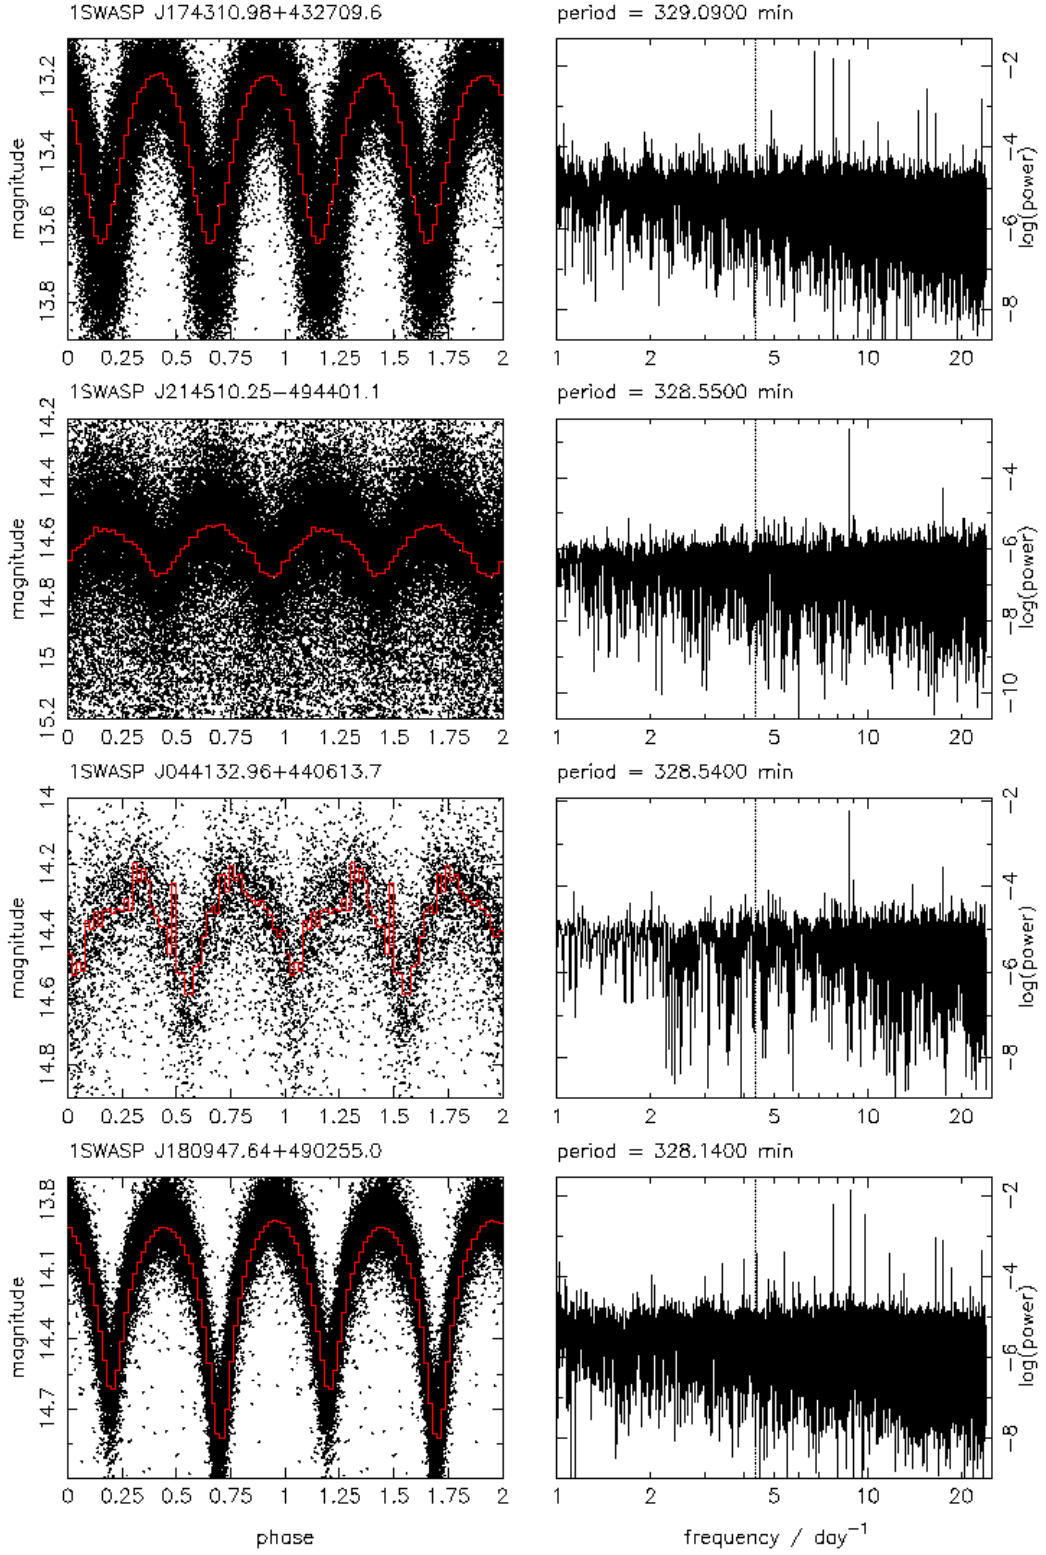 1SWASP J174310.98+432709.6
period = 329.0900 min
magnitude
13.2
13.4
13.6
13.8
0 0.25 0.5 0.75 1 1.25 1.5 1.75 2
log(power)
−2
−4
−6
−8
1 2 5 10 20
1SWASP J214510.25−494401.1
period = 328.5500 min
magnitude
14.2
14.4
14.6
14.8
15
15.2
0 0.25 0.5 0.75 1 1.25 1.5 1.75 2
log(power)
−4
−6
−8
−10
1 2 5 10 20
1SWASP J044132.96+440613.7
period = 328.5400 min
magnitude
14
14.2
14.4
14.6
14.8
0 0.25 0.5 0.75 1 1.25 1.5 1.75 2
log(power)
−2
−4
−6
−8
1 2 5 10 20
1SWASP J180947.64+490255.0
period = 328.1400 min
magnitude
13.8
14.1
14.4
14.7
0 0.25 0.5 0.75 1 1.25 1.5 1.75 2
log(power)
−2
−4
−6
−8
1 2 5 10 20
phase
frequency / day⁻¹